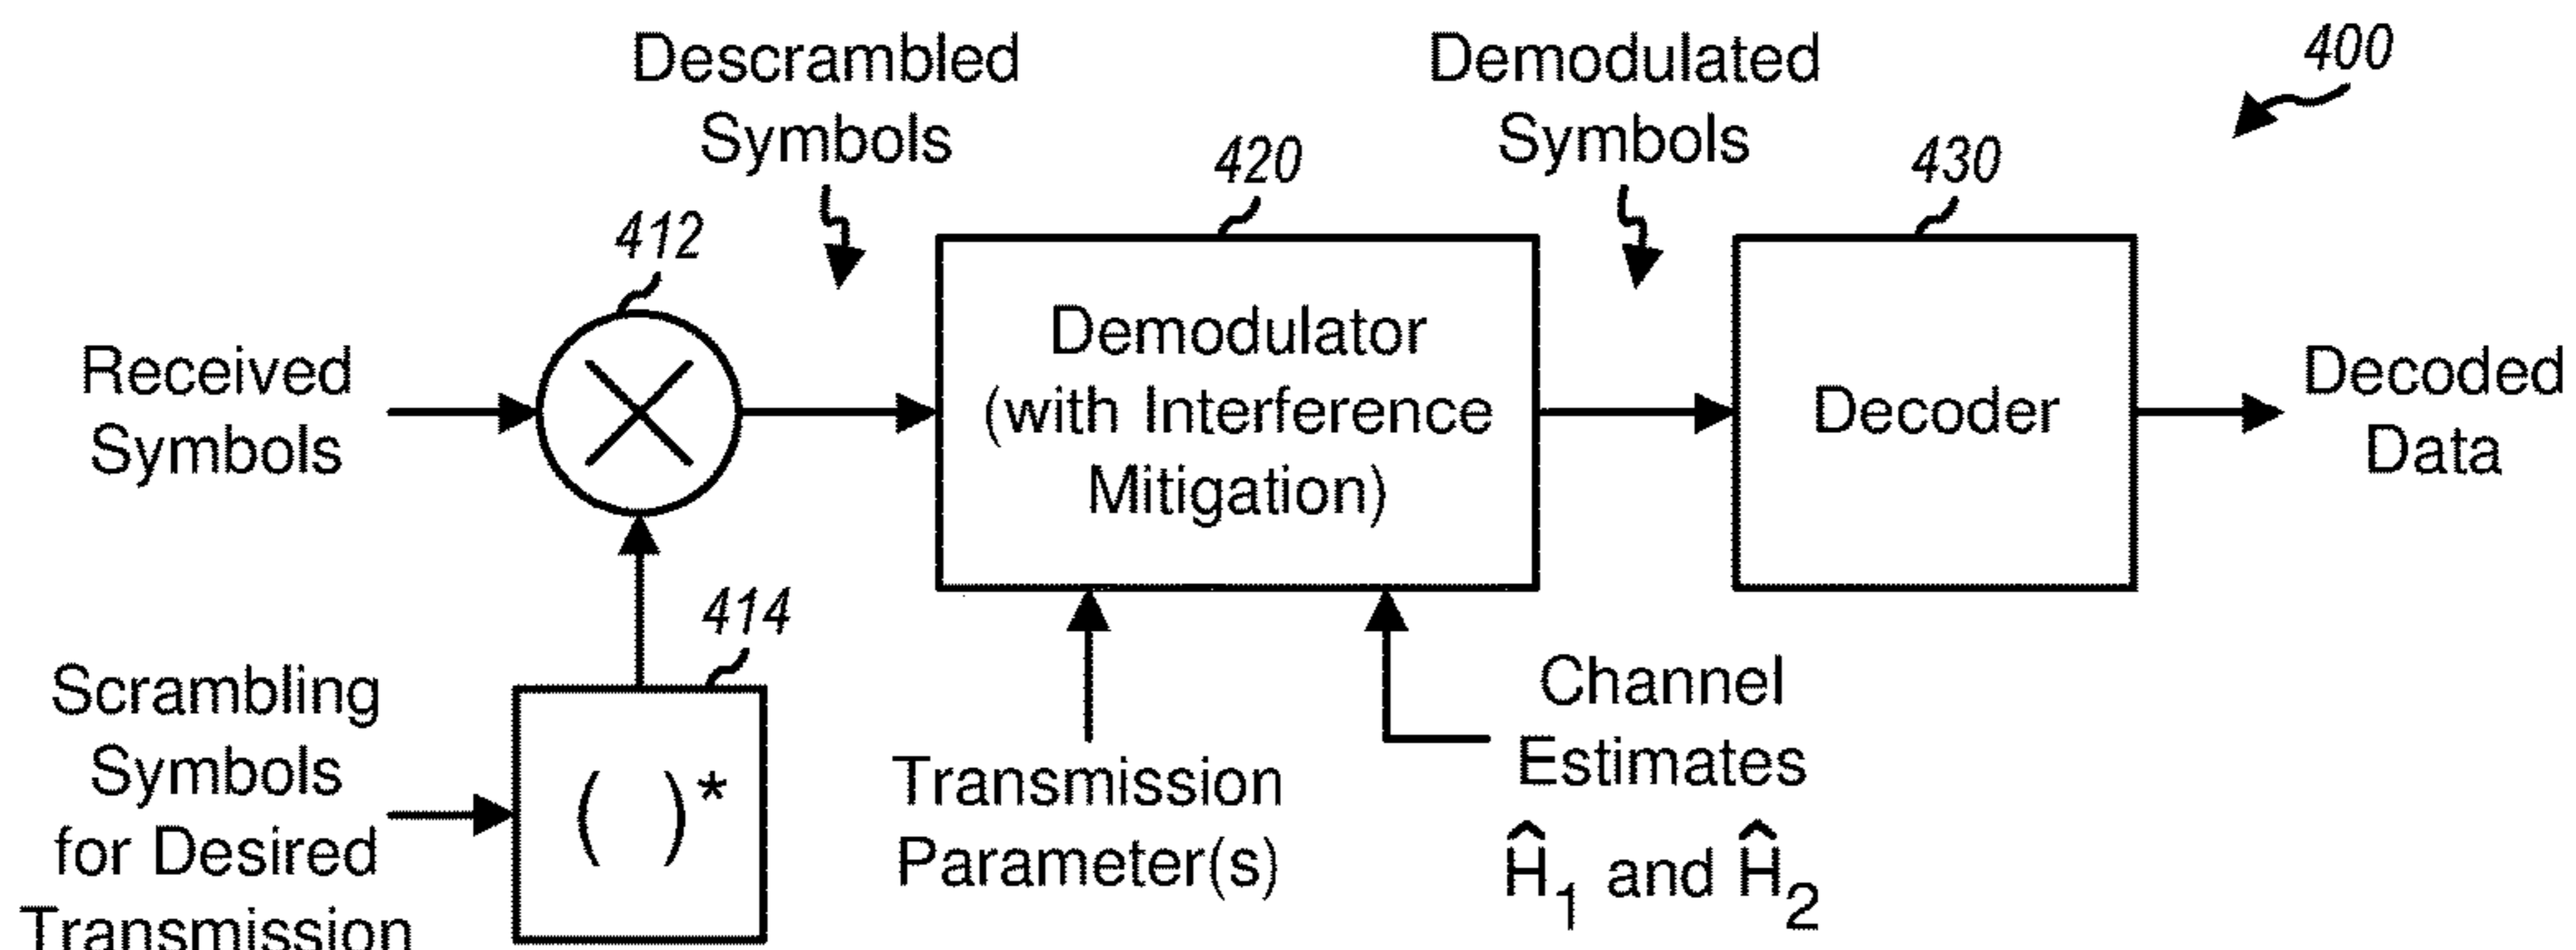 Descrambled
Symbols
Demodulated
Symbols
400
412
420
430
Received
Symbols
Demodulator
(with Interference
Mitigation)
Decoder
Decoded
Data
414
Scrambling
Symbols
for Desired
Transmission
( )*
Transmission
Parameter(s)
Channel
Estimates
Ĥ₁ and Ĥ₂